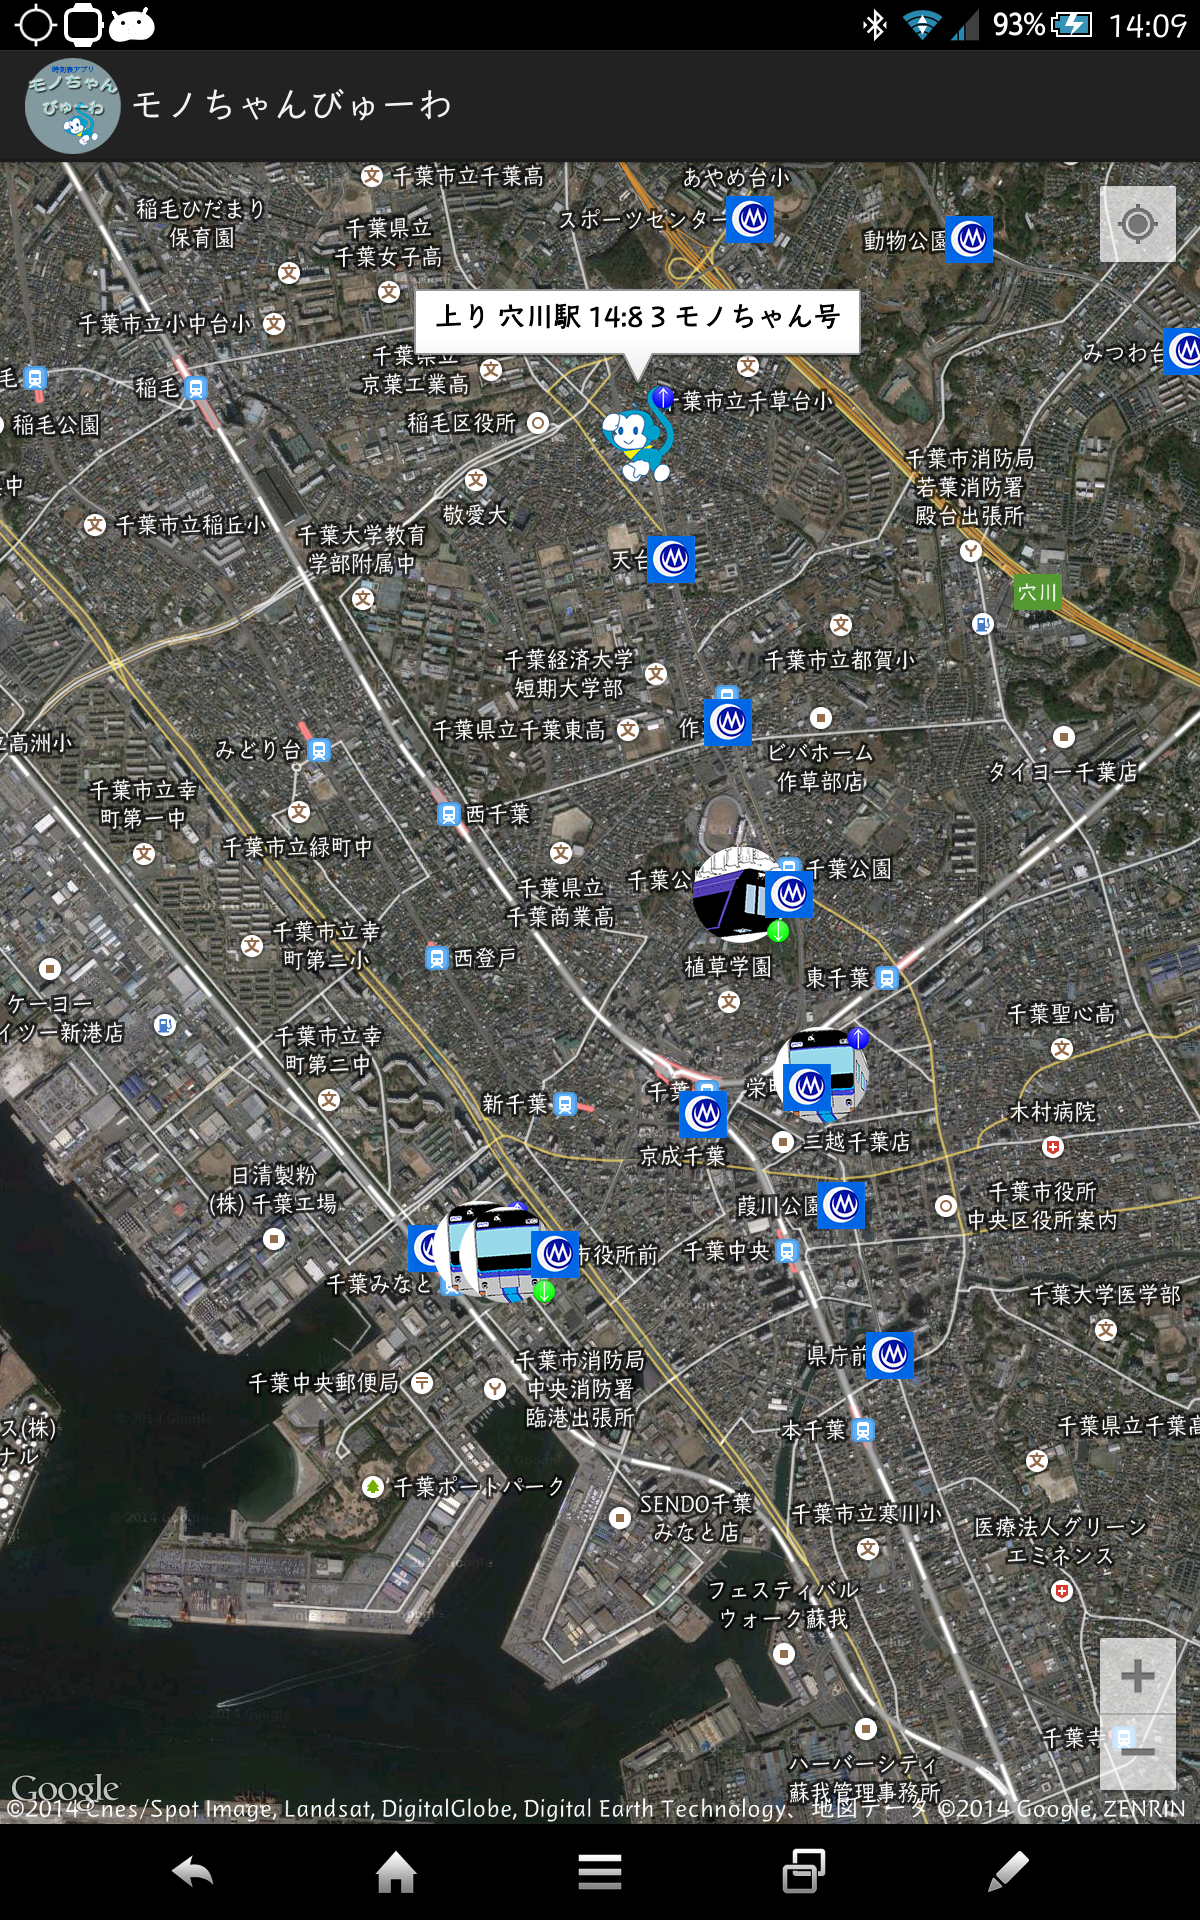 93%
14:09
時刻表アプリ
モノちゃん
びゅーわ
モノちゃんびゅーわ
千葉市立千葉高
あやめ台小
稲毛ひだまり
保育園
スポーツセンター
千葉県立
千葉女子高
動物公園
上り 穴川駅 14:8 3 モノちゃん号
千葉市立小中台小
千葉県立
京葉工業高
みつわ台
毛
稲毛
千葉市立千草台小
稲毛公園
稲毛区役所
千葉市消防局
若葉消防署
殿台出張所
中
敬愛大
千葉市立稲丘小
千葉大学教育
学部附属中
天台
穴川
千葉経済大学
短期大学部
千葉市立都賀小
千葉県立千葉東高
作
高洲小
みどり台
ビバホーム
作草部店
タイヨー千葉店
千葉市立幸
町第一中
西千葉
千葉市立緑町中
千葉公
千葉公園
千葉県立
千葉商業高
千葉市立幸
町第二小
西登戸
植草学園
東千葉
ケーヨー
イツー新港店
千葉聖心高
千葉市立幸
町第二中
千葉
栄町
新千葉
木村病院
三越千葉店
京成千葉
日清製粉
(株) 千葉工場
葭川公園
千葉市役所
中央区役所案内
市役所前
千葉中央
千葉みなと
千葉大学医学部
県庁前
千葉市消防局
中央消防署
臨港出張所
千葉中央郵便局
ス(株)
ナル
本千葉
千葉県立千葉高
千葉ポートパーク
SENDO千葉
みなと店
千葉市立寒川小
医療法人グリーン
エミネンス
フェスティバル
ウォーク蘇我
千葉寺
ハーバーシティ
蘇我管理事務所
+
−
Google
©2014 Cnes/Spot Image, Landsat, DigitalGlobe, Digital Earth Technology、 地図データ ©2014 Google, ZENRIN